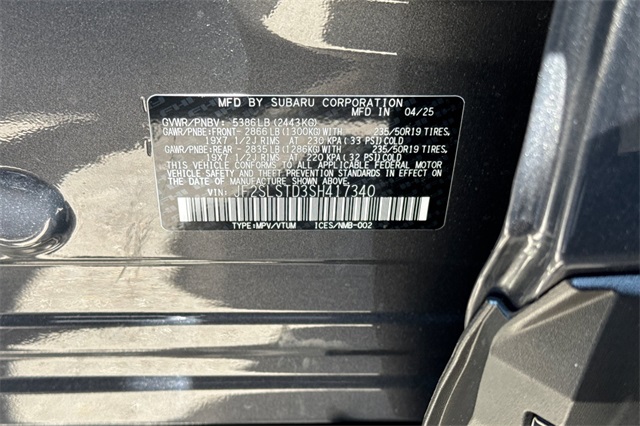 MFD BY SUBARU CORPORATION
04/25
GVWR/PNBV: 5386LB(2443KG)
GAWR/PNBE:FRONT- 2866LB(1300KG)WITH 235/50R19 TIRES,
19X7 1/2J RIMS AT 230 KPA(33 PSI)COLD
GAWR/PNBE:REAR - 2835LB(1286KG)WITH 235/50R19 TIRES,
19X7 1/2J RIMS AT 220 KPA(32 PSI)COLD
THIS VEHICLE CONFORMS TO ALL APPLICABLE FEDERAL MOTOR
VEHICLE SAFETY AND THEFT PREVENTION STANDARDS IN EFFECT
ON THE DATE OF MANUFACTURE SHOWN ABOVE.
VIN: JF2SLSTD3SH417340
TYPE:MPV/VTUM ICES/NMB-002